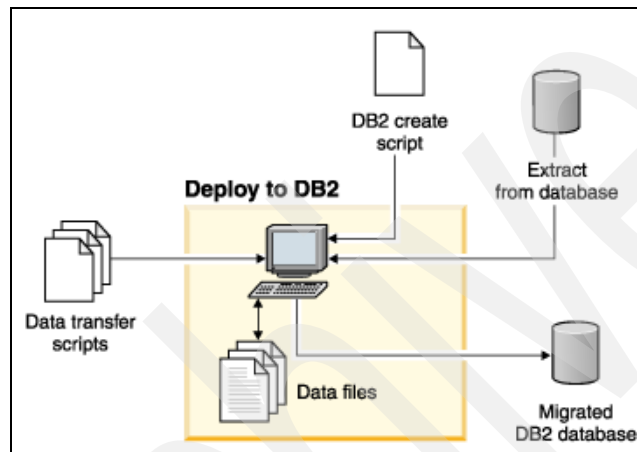 DB2 create
script
Extract
from database
Deploy to DB2
Data transfer
scripts
Data files
Migrated
DB2 database